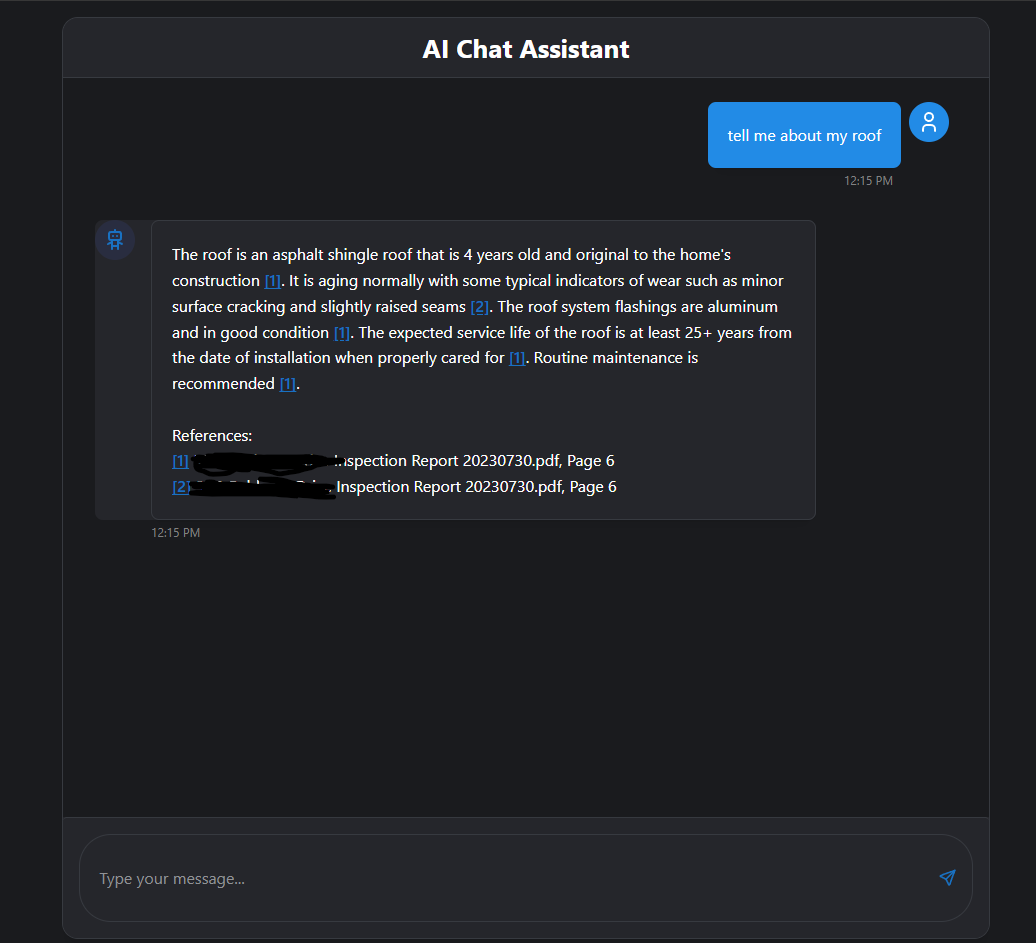 AI Chat Assistant
tell me about my roof
12:15 PM
The roof is an asphalt shingle roof that is 4 years old and original to the home's
construction [1]. It is aging normally with some typical indicators of wear such as minor
surface cracking and slightly raised seams [2]. The roof system flashings are aluminum
and in good condition [1]. The expected service life of the roof is at least 25+ years from
the date of installation when properly cared for [1]. Routine maintenance is
recommended [1].
References:
[1] Inspection Report 20230730.pdf, Page 6
[2] Inspection Report 20230730.pdf, Page 6
12:15 PM
Type your message...